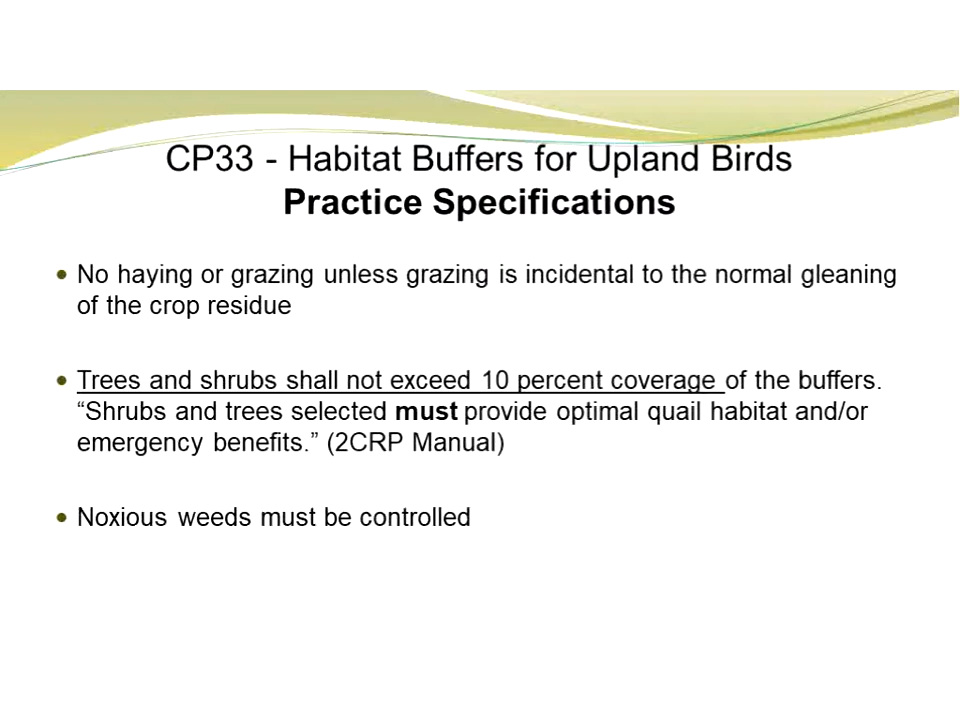 CP33 - Habitat Buffers for Upland Birds
Practice Specifications
• No haying or grazing unless grazing is incidental to the normal gleaning
of the crop residue
• Trees and shrubs shall not exceed 10 percent coverage of the buffers.
“Shrubs and trees selected must provide optimal quail habitat and/or
emergency benefits.” (2CRP Manual)
• Noxious weeds must be controlled